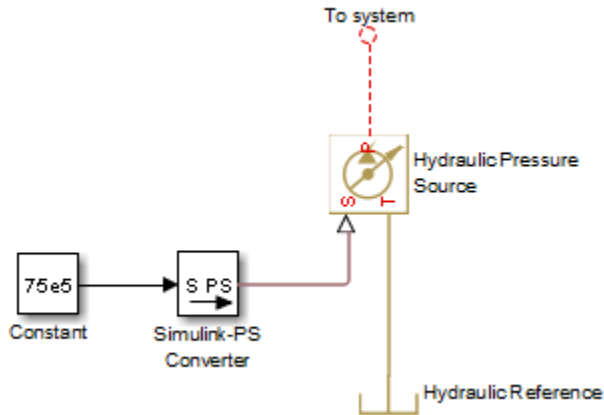 To system
P
Hydraulic Pressure
Source
S
T
75e5
S PS
Constant
Simulink-PS
Converter
Hydraulic Reference